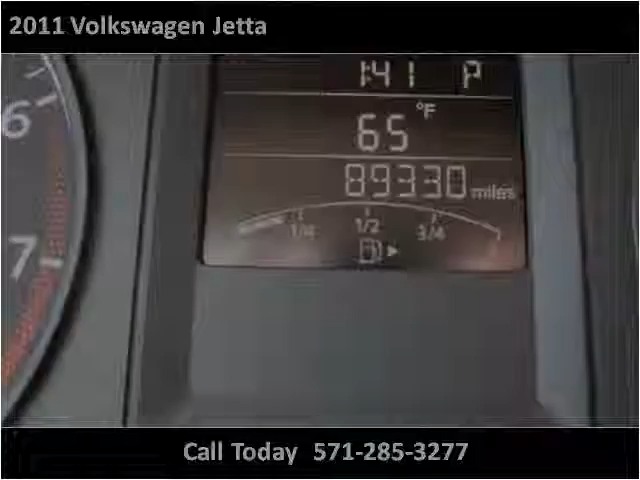 2011 Volkswagen Jetta
1:41 P
65 °F
89330 miles
1/4 1/2 3/4
6
7
Call Today 571-285-3277